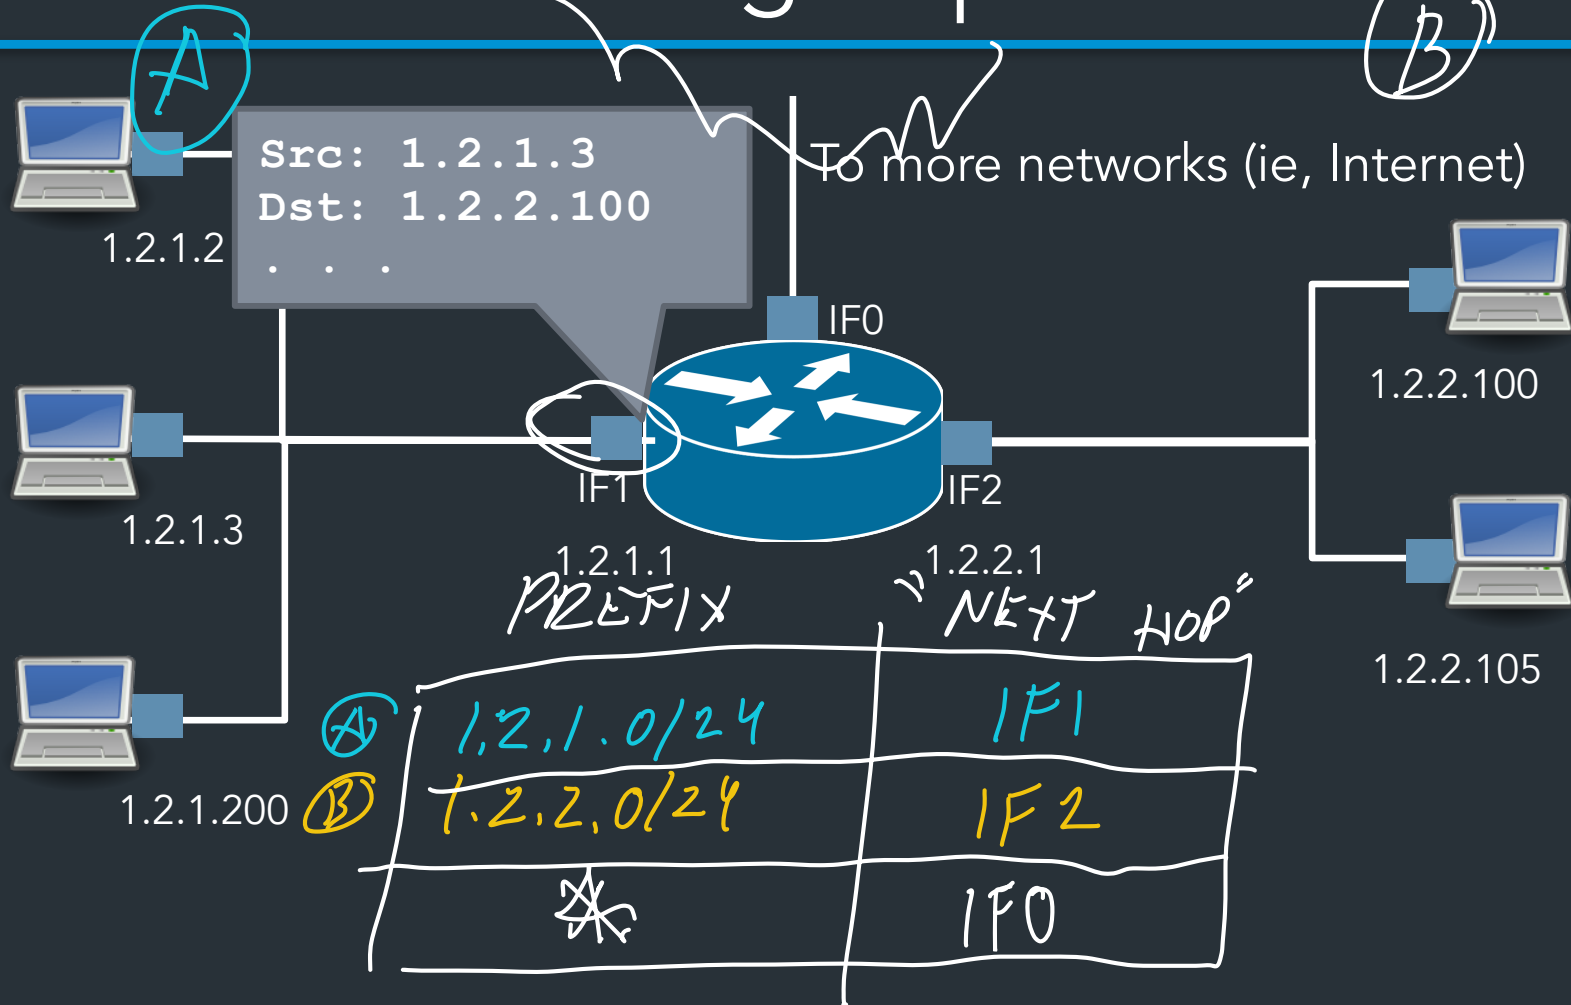 A
B
Src: 1.2.1.3
Dst: 1.2.2.100
. . .
To more networks (ie, Internet)
1.2.1.2
IF0
1.2.2.100
IF1
IF2
1.2.1.3
1.2.1.1
1.2.2.1
PREFIX
"NEXT HOP"
1.2.2.105
A 1.2.1.0/24 IF1
1.2.1.200
B 1.2.2.0/24 IF2
* IF0